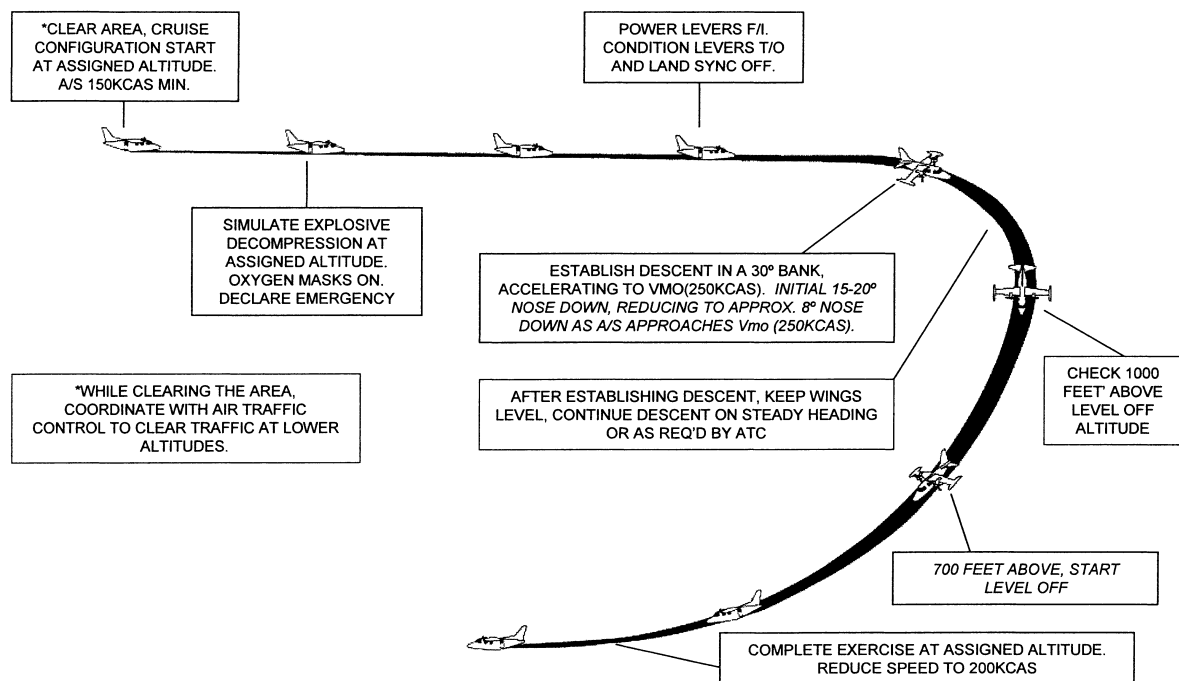 *CLEAR AREA, CRUISE
CONFIGURATION START
AT ASSIGNED ALTITUDE.
A/S 150KCAS MIN.
POWER LEVERS F/I.
CONDITION LEVERS T/O
AND LAND SYNC OFF.
SIMULATE EXPLOSIVE
DECOMPRESSION AT
ASSIGNED ALTITUDE.
OXYGEN MASKS ON.
DECLARE EMERGENCY
ESTABLISH DESCENT IN A 30º BANK,
ACCELERATING TO VMO(250KCAS). INITIAL 15-20º
NOSE DOWN, REDUCING TO APPROX. 8º NOSE
DOWN AS A/S APPROACHES Vmo (250KCAS).
*WHILE CLEARING THE AREA,
COORDINATE WITH AIR TRAFFIC
CONTROL TO CLEAR TRAFFIC AT LOWER
ALTITUDES.
AFTER ESTABLISHING DESCENT, KEEP WINGS
LEVEL, CONTINUE DESCENT ON STEADY HEADING
OR AS REQ'D BY ATC
CHECK 1000
FEET' ABOVE
LEVEL OFF
ALTITUDE
700 FEET ABOVE, START
LEVEL OFF
COMPLETE EXERCISE AT ASSIGNED ALTITUDE.
REDUCE SPEED TO 200KCAS